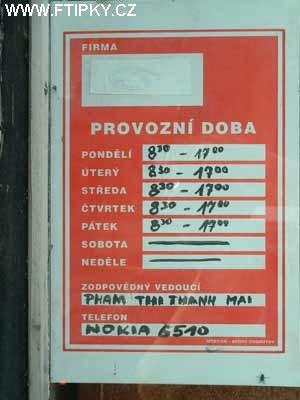 WWW.FTIPKY.CZ
FIRMA
PROVOZNÍ DOBA
PONDĚLÍ 8³⁰ - 17⁰⁰
ÚTERÝ 8³⁰ - 17⁰⁰
STŘEDA 8³⁰ - 17⁰⁰
ČTVRTEK 8³⁰ - 17⁰⁰
PÁTEK 8³⁰ - 17⁰⁰
SOBOTA
NEDĚLE
ZODPOVĚDNÝ VEDOUCÍ
PHAM THI THANH MAI
TELEFON
NOKIA 6510